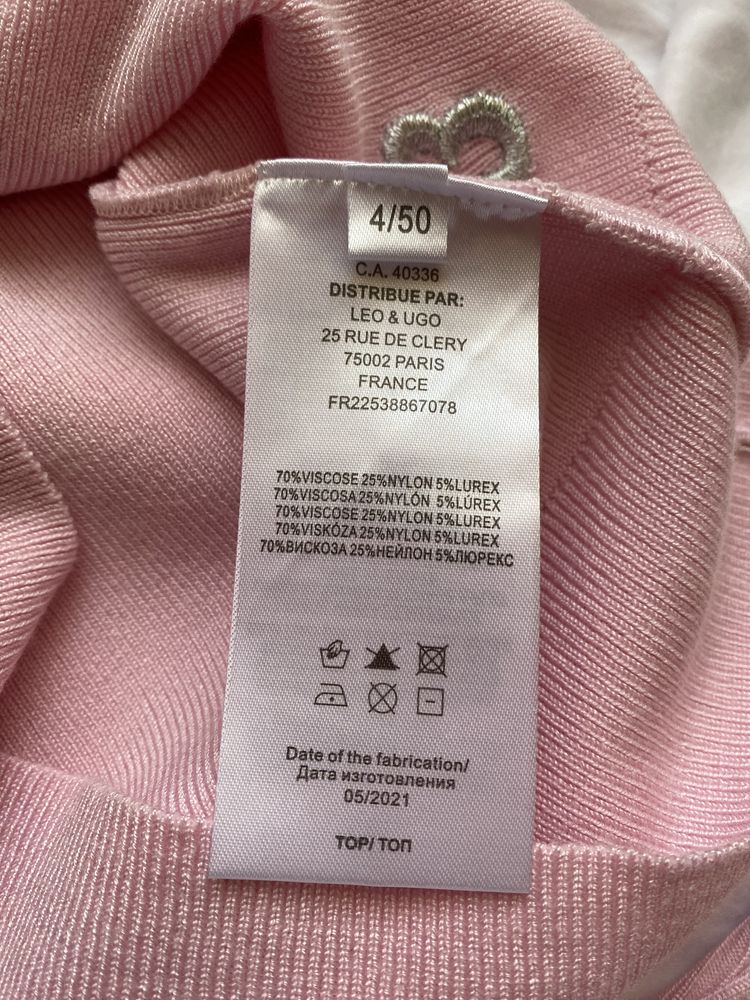 4/50
C.A. 40336
DISTRIBUE PAR:
LEO & UGO
25 RUE DE CLERY
75002 PARIS
FRANCE
FR22538867078
70%VISCOSE 25%NYLON 5%LUREX
70%VISCOSA 25%NYLÓN 5%LÚREX
70%VISCOSE 25%NYLON 5%LUREX
70%VISKÓZA 25%NYLON 5%LUREX
70%ВИСКОЗА 25%НЕЙЛОН 5%ЛЮРЕКС
Date of the fabrication/
Дата изготовления
05/2021
TOP/ ТОП